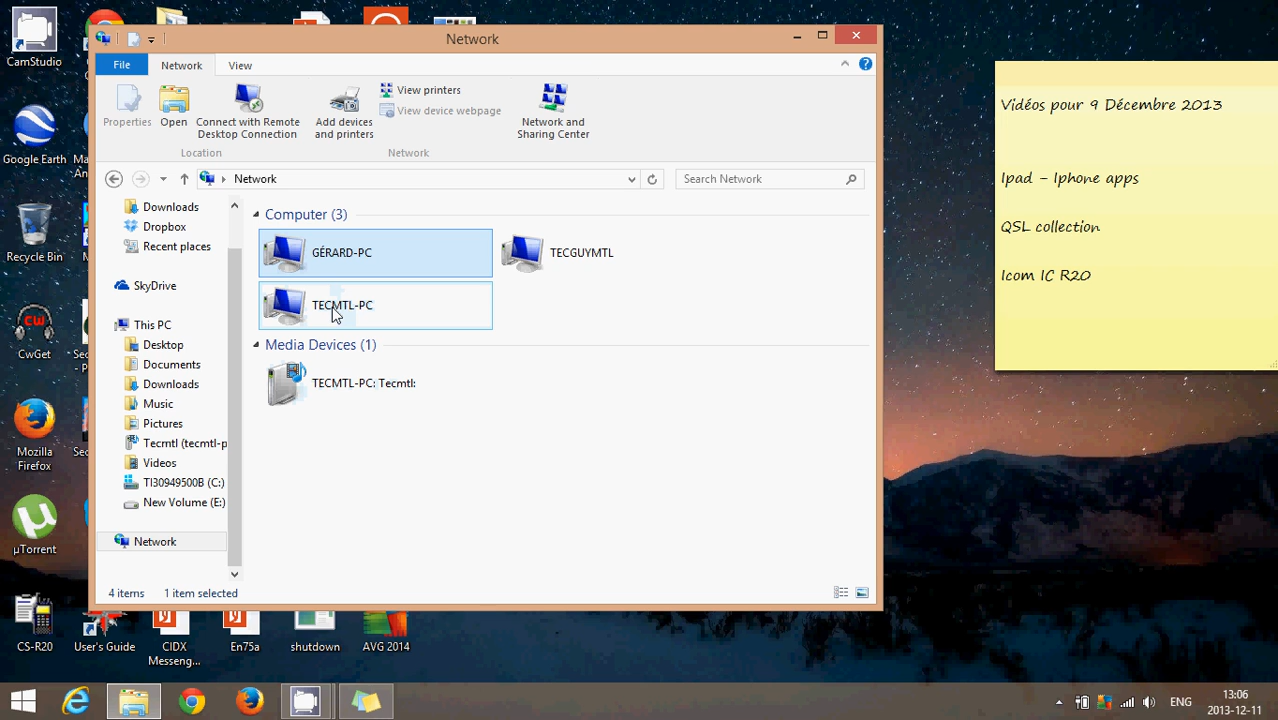 CamStudio
Google Earth
Recycle Bin
CwGet
Mozilla
Firefox
µTorrent
CS-R20
User's Guide
CIDX
Messeng...
En75a
shutdown
AVG 2014
Network
File
Network
View
Properties
Open
Connect with Remote
Desktop Connection
Add devices
and printers
View printers
View device webpage
Network and
Sharing Center
Location
Network
Network
Search Network
Downloads
Dropbox
Recent places
SkyDrive
This PC
Desktop
Documents
Downloads
Music
Pictures
Tecmtl (tecmtl-p
Videos
TI30949500B (C:)
New Volume (E:)
Network
Computer (3)
GÉRARD-PC
TECGUYMTL
TECMTL-PC
Media Devices (1)
TECMTL-PC: Tecmtl:
4 items
1 item selected
Vidéos pour 9 Décembre 2013
Ipad - Iphone apps
QSL collection
Icom IC R20
ENG
13:06
2013-12-11